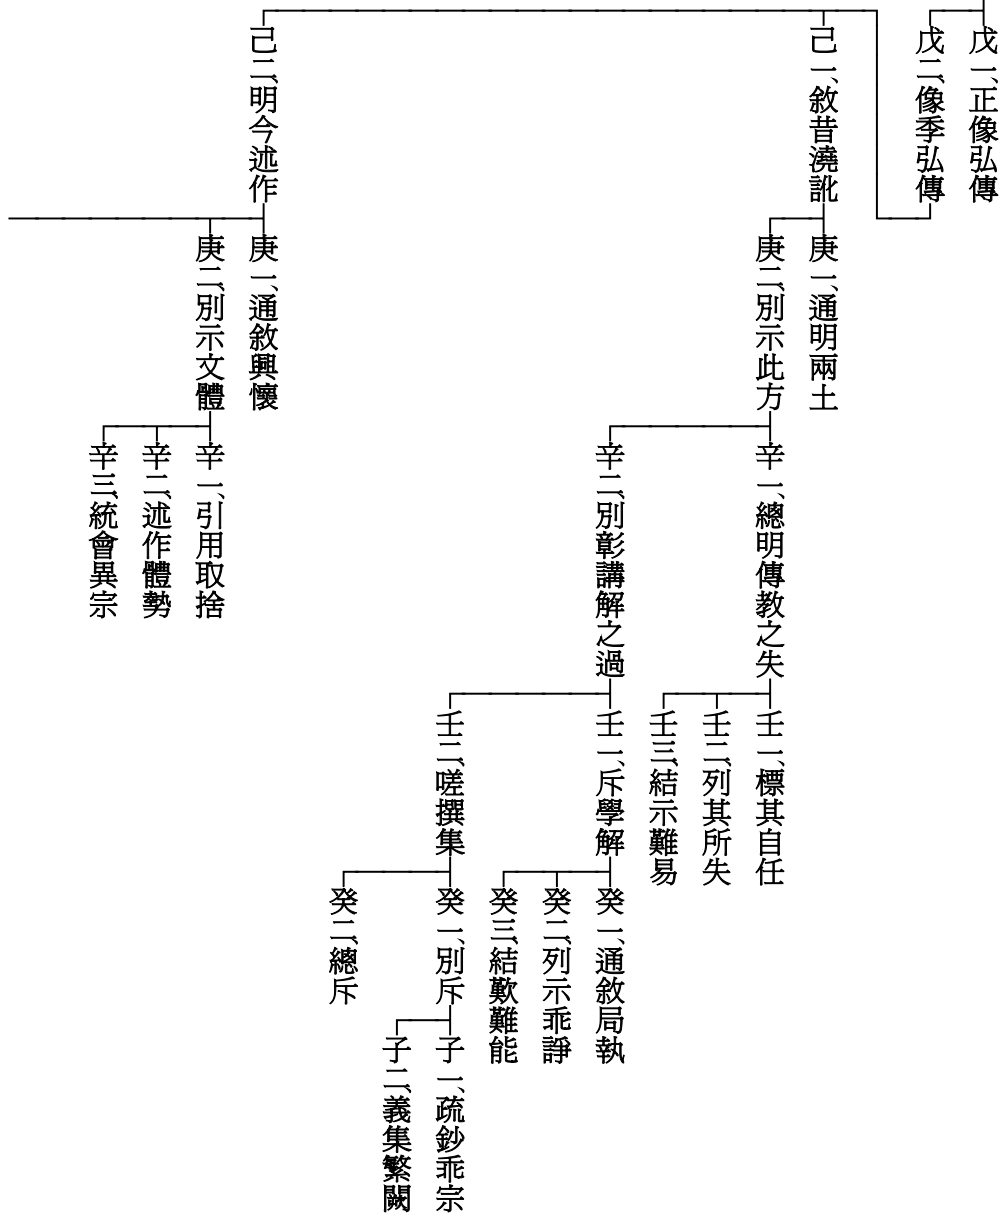 戊一、正像弘傳
戊二、像季弘傳
己一、敘昔澆訛
庚一、通明兩土
庚二、別示此方
辛一、總明傳教之失
壬一、標其自任
壬二、列其所失
壬三、結示難易
辛二、別彰講解之過
壬一、斥學解
癸一、通敘局執
癸二、列示乖諍
癸三、結歎難能
壬二、嗟撰集
癸一、別斥
子一、疏鈔乖宗
子二、義集繁闕
癸二、總斥
己二、明今述作
庚一、通敘興懷
庚二、別示文體
辛一、引用取捨
辛二、述作體勢
辛三、統會異宗